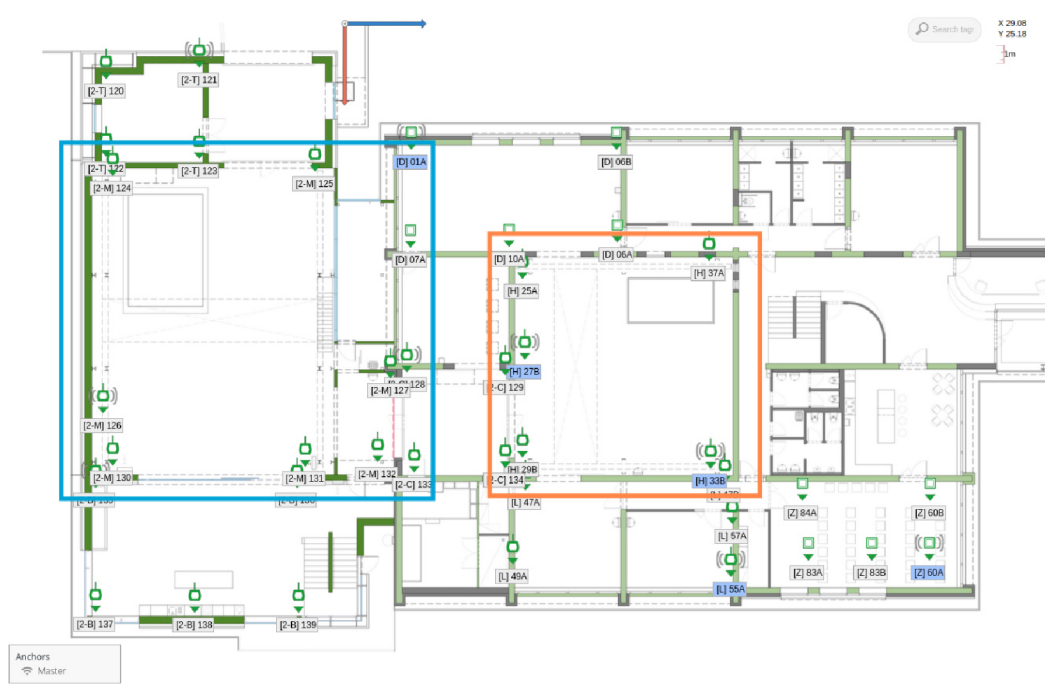 Search tags
X 29.08
Y 25.18
1m
[2-T] 120
[2-T] 121
[2-T] 122
[2-T] 123
[2-M] 124
[2-M] 125
[D] 01A
[D] 06B
[D] 07A
[D] 10A
[D] 06A
[H] 37A
[H] 25A
[H] 27B
128
[2-M] 127
[2-C] 129
[2-M] 126
[2-M] 130
[2-M] 131
[2-M] 132
[2-C] 133
[H] 29B
[2-C] 134
[H] 33B
[L] 47A
[L] 57A
[L] 49A
[L] 55A
[Z] 84A
[Z] 60B
[Z] 83A
[Z] 83B
[Z] 60A
[2-B] 137
[2-B] 138
[2-B] 139
Anchors
Master